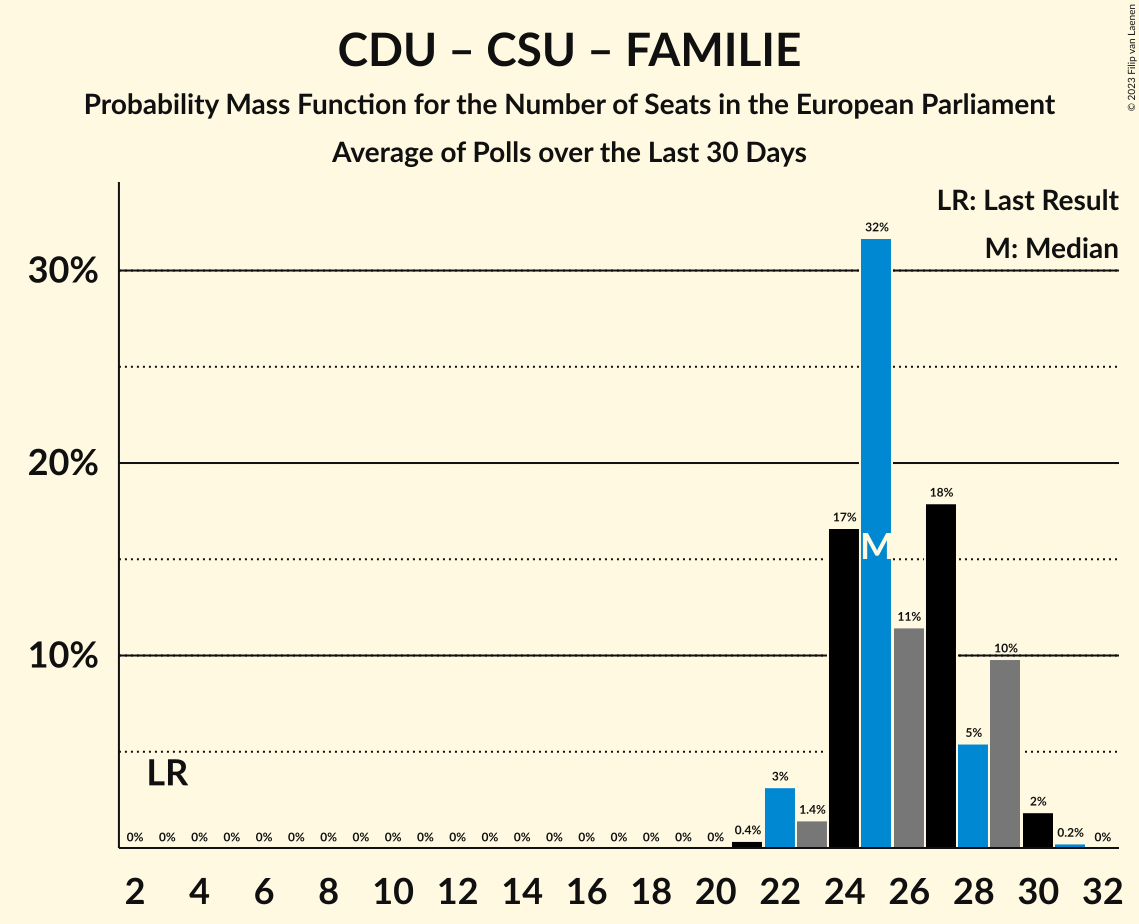 CDU – CSU – FAMILIE
Probability Mass Function for the Number of Seats in the European Parliament
Average of Polls over the Last 30 Days
© 2023 Filip van Laenen
LR: Last Result
M: Median
30%
20%
10%
32%
17%
M
11%
18%
5%
10%
LR
0% 0% 0% 0% 0% 0% 0% 0% 0% 0% 0% 0% 0% 0% 0% 0% 0% 0% 0% 0.4% 3% 1.4% 2% 0.2% 0%
2 4 6 8 10 12 14 16 18 20 22 24 26 28 30 32